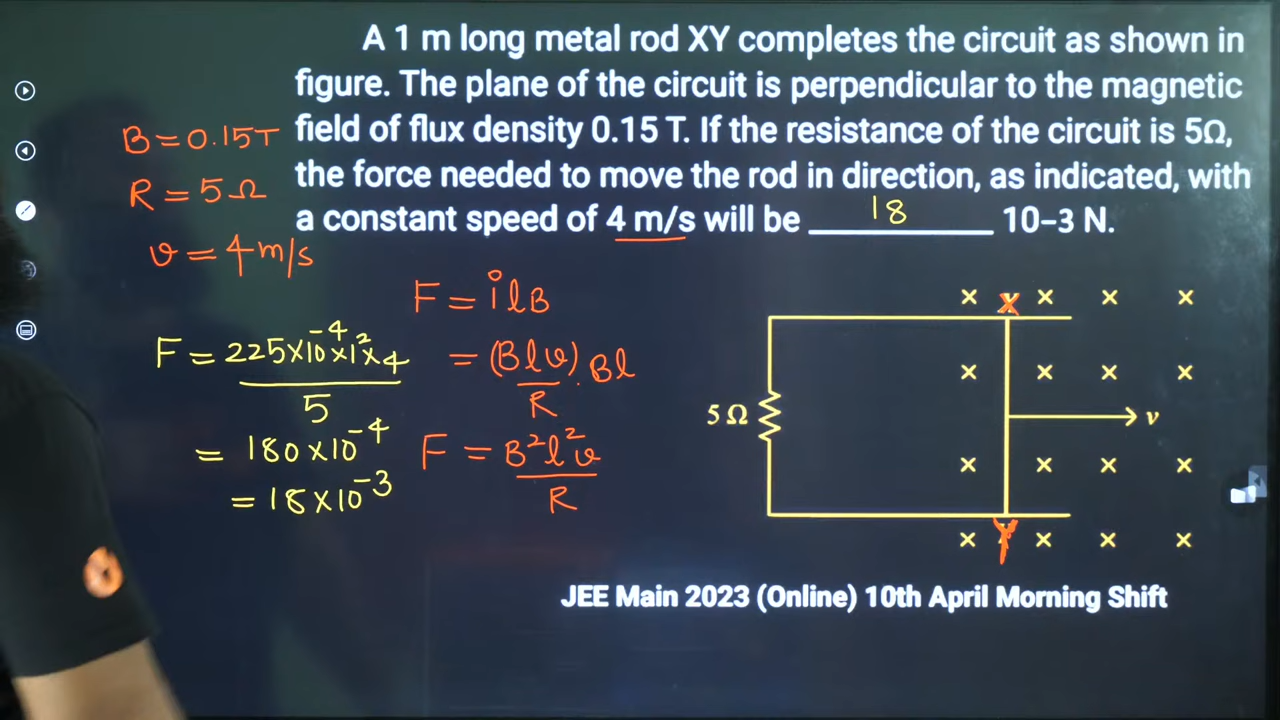 A 1 m long metal rod XY completes the circuit as shown in
figure. The plane of the circuit is perpendicular to the magnetic
field of flux density 0.15 T. If the resistance of the circuit is 5Ω,
the force needed to move the rod in direction, as indicated, with
a constant speed of 4 m/s will be 18 10–3 N.
B = 0.15T
R = 5 Ω
v = 4 m/s
F = 225×10⁻⁴×1²×4
5
= 180×10⁻⁴
= 18×10⁻³
F = ilB
= (Blv) . Bl
R
F = B²l²v
R
× X × × ×
× × × ×
5 Ω
v
× × × ×
× Y × × ×
JEE Main 2023 (Online) 10th April Morning Shift